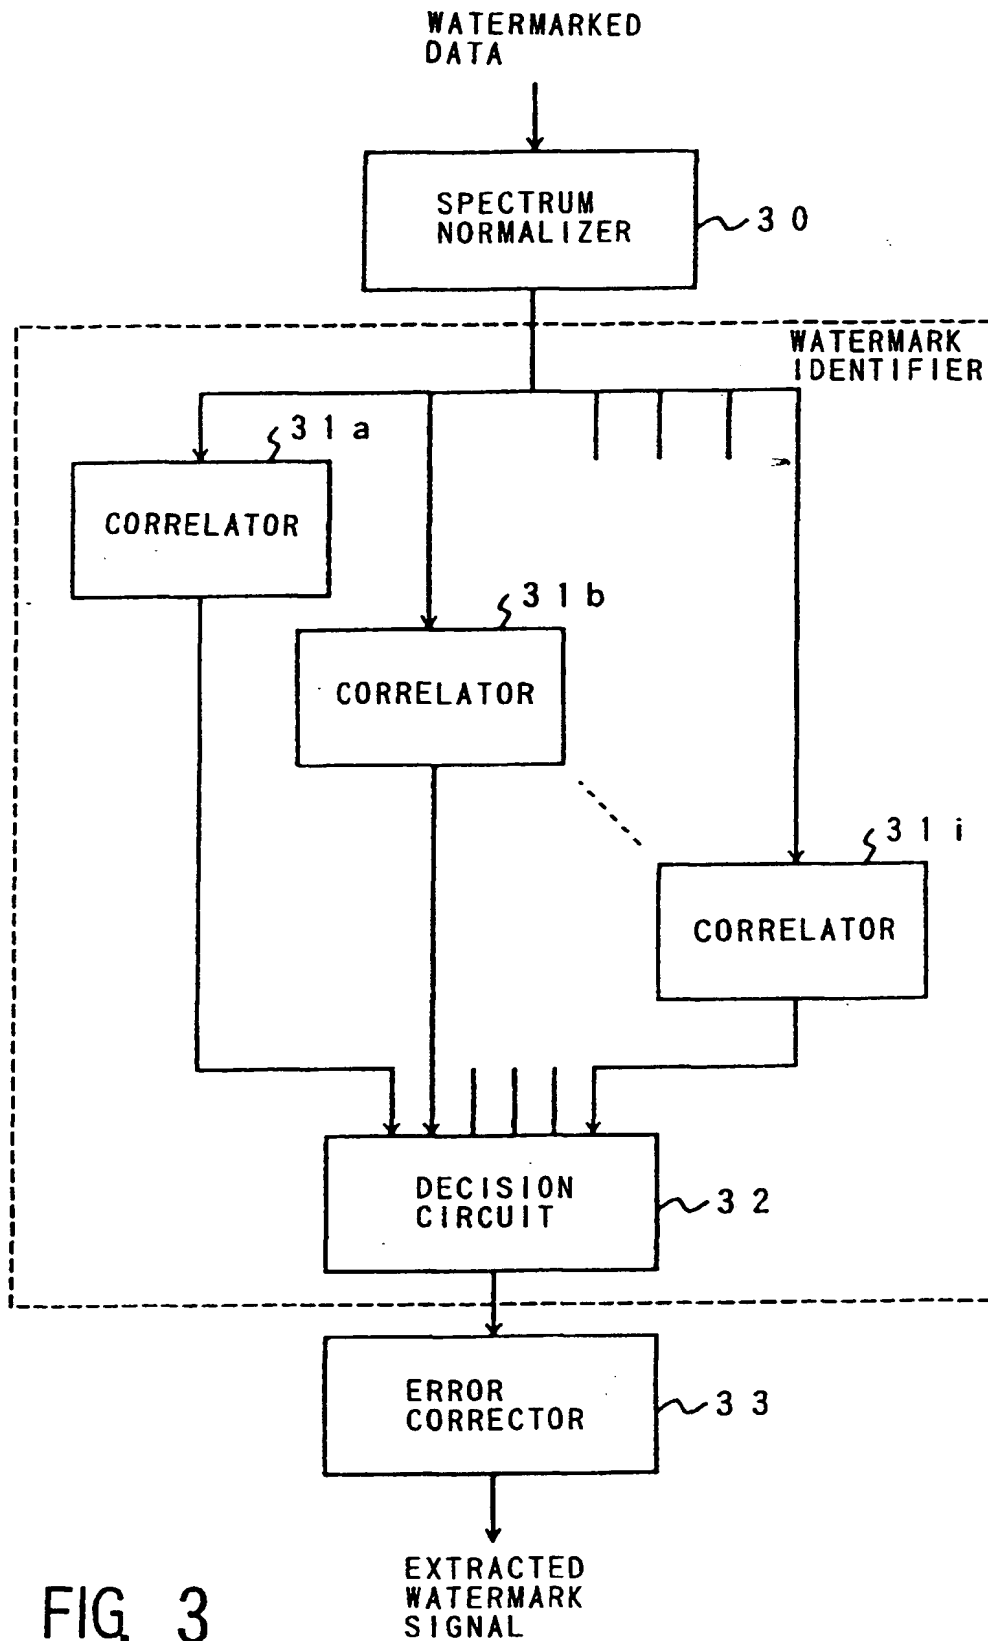 WATERMARKED
DATA
SPECTRUM
NORMALIZER
30
WATERMARK
IDENTIFIER
31a
CORRELATOR
31b
CORRELATOR
31i
CORRELATOR
DECISION
CIRCUIT
32
ERROR
CORRECTOR
33
EXTRACTED
WATERMARK
SIGNAL
FIG. 3